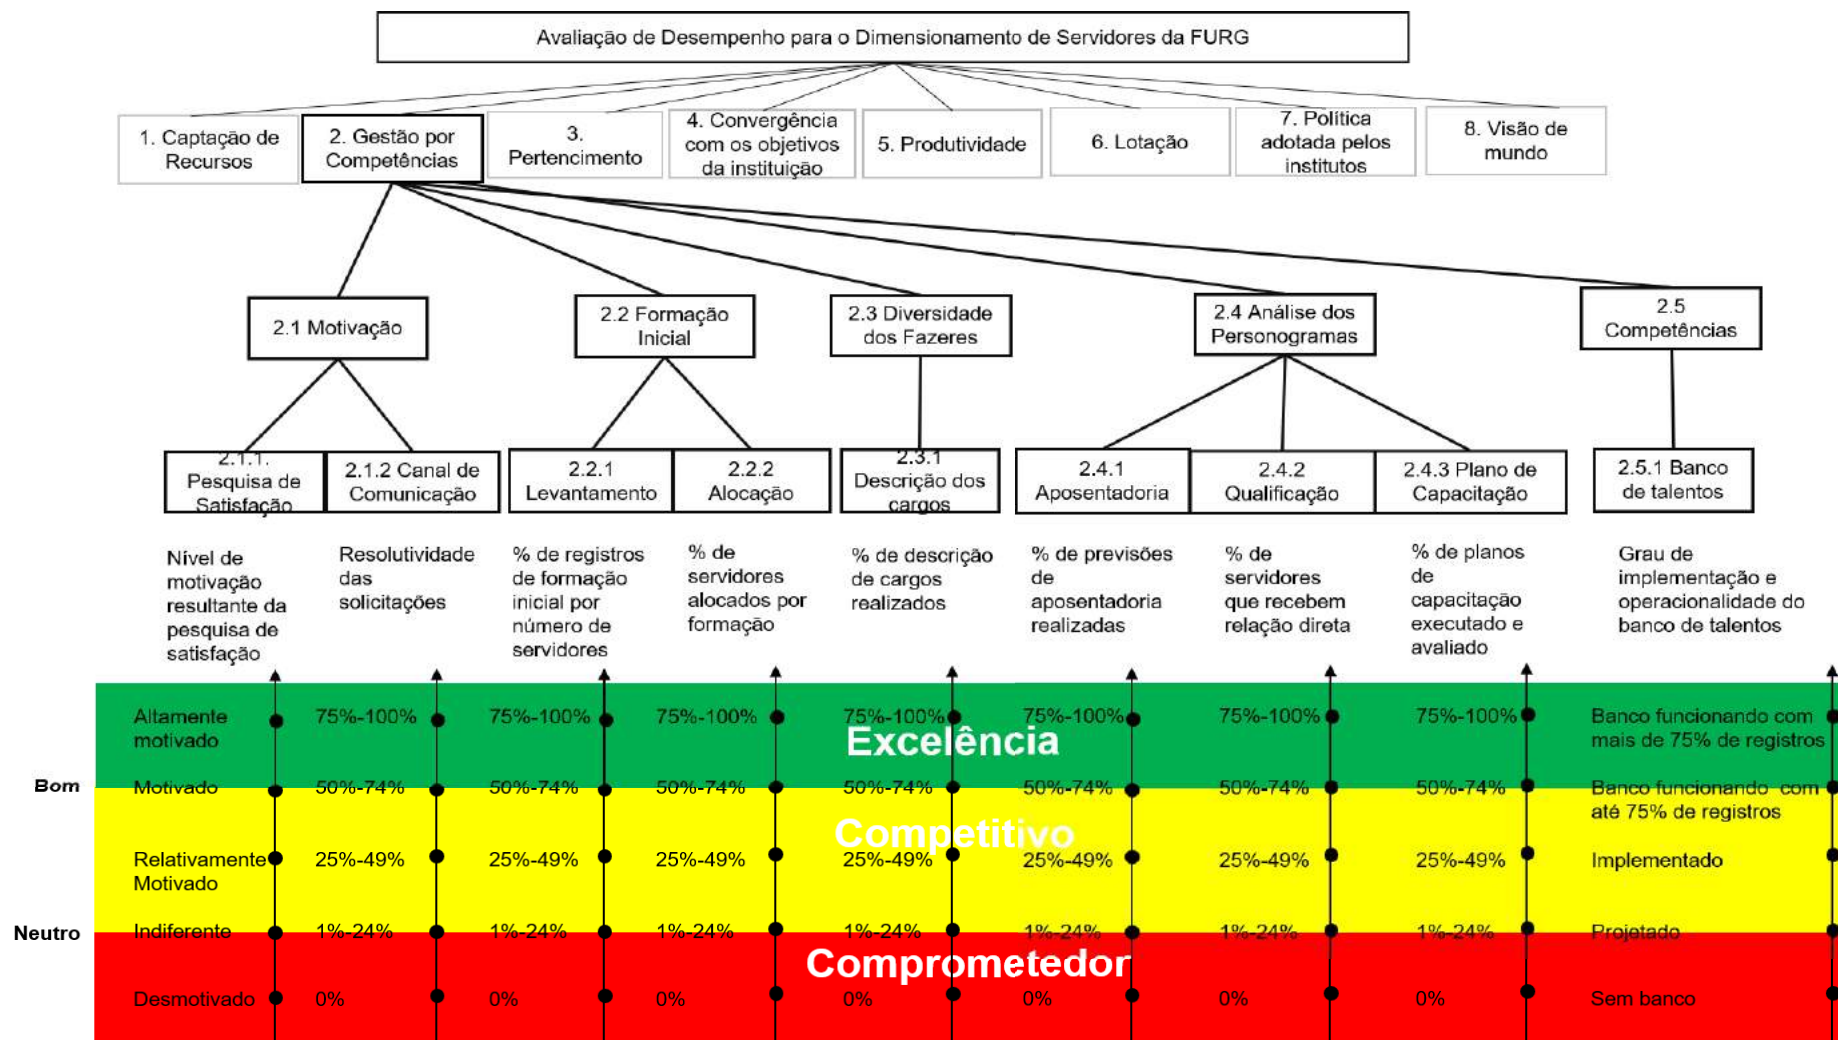 Avaliação de Desempenho para o Dimensionamento de Servidores da FURG
1. Captação de
Recursos
2. Gestão por
Competências
3.
Pertencimento
4. Convergência
com os objetivos
da instituição
5. Produtividade
6. Lotação
7. Política
adotada pelos
institutos
8. Visão de
mundo
2.1 Motivação
2.2 Formação
Inicial
2.3 Diversidade
dos Fazeres
2.4 Análise dos
Personogramas
2.5
Competências
2.1.1.
Pesquisa de
Satisfação
2.1.2 Canal de
Comunicação
2.2.1
Levantamento
2.2.2
Alocação
2.3.1
Descrição dos
cargos
2.4.1
Aposentadoria
2.4.2
Qualificação
2.4.3 Plano de
Capacitação
2.5.1 Banco
de talentos
Nível de
motivação
resultante da
pesquisa de
satisfação
Resolutividade
das
solicitações
% de registros
de formação
inicial por
número de
servidores
% de
servidores
alocados por
formação
% de descrição
de cargos
realizados
% de previsões
de
aposentadoria
realizadas
% de
servidores
que recebem
relação direta
% de planos
de
capacitação
executado e
avaliado
Grau de
implementação e
operacionalidade do
banco de talentos
Altamente
motivado
75%-100%
75%-100%
75%-100%
75%-100%
75%-100%
75%-100%
75%-100%
Banco funcionando com
mais de 75% de registros
Excelência
Bom
Motivado
50%-74%
50%-74%
50%-74%
50%-74%
50%-74%
50%-74%
50%-74%
Banco funcionando com
até 75% de registros
Competitivo
Relativamente
Motivado
25%-49%
25%-49%
25%-49%
25%-49%
25%-49%
25%-49%
25%-49%
Implementado
Neutro
Indiferente
1%-24%
1%-24%
1%-24%
1%-24%
1%-24%
1%-24%
1%-24%
Projetado
Comprometedor
Desmotivado
0%
0%
0%
0%
0%
0%
0%
Sem banco